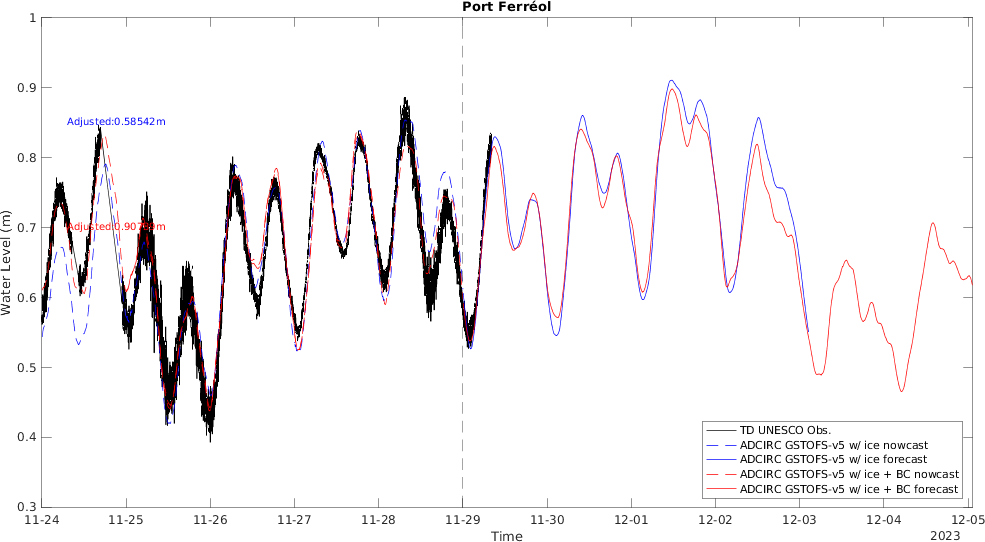 Port Ferréol
Water Level (m)
1
0.9
0.8
0.7
0.6
0.5
0.4
0.3
Adjusted:0.58542m
TD UNESCO Obs.
ADCIRC GSTOFS-v5 w/ ice nowcast
ADCIRC GSTOFS-v5 w/ ice forecast
ADCIRC GSTOFS-v5 w/ ice + BC nowcast
ADCIRC GSTOFS-v5 w/ ice + BC forecast
11-24 11-25 11-26 11-27 11-28 11-29 11-30 12-01 12-02 12-03 12-04 12-05
Time
2023